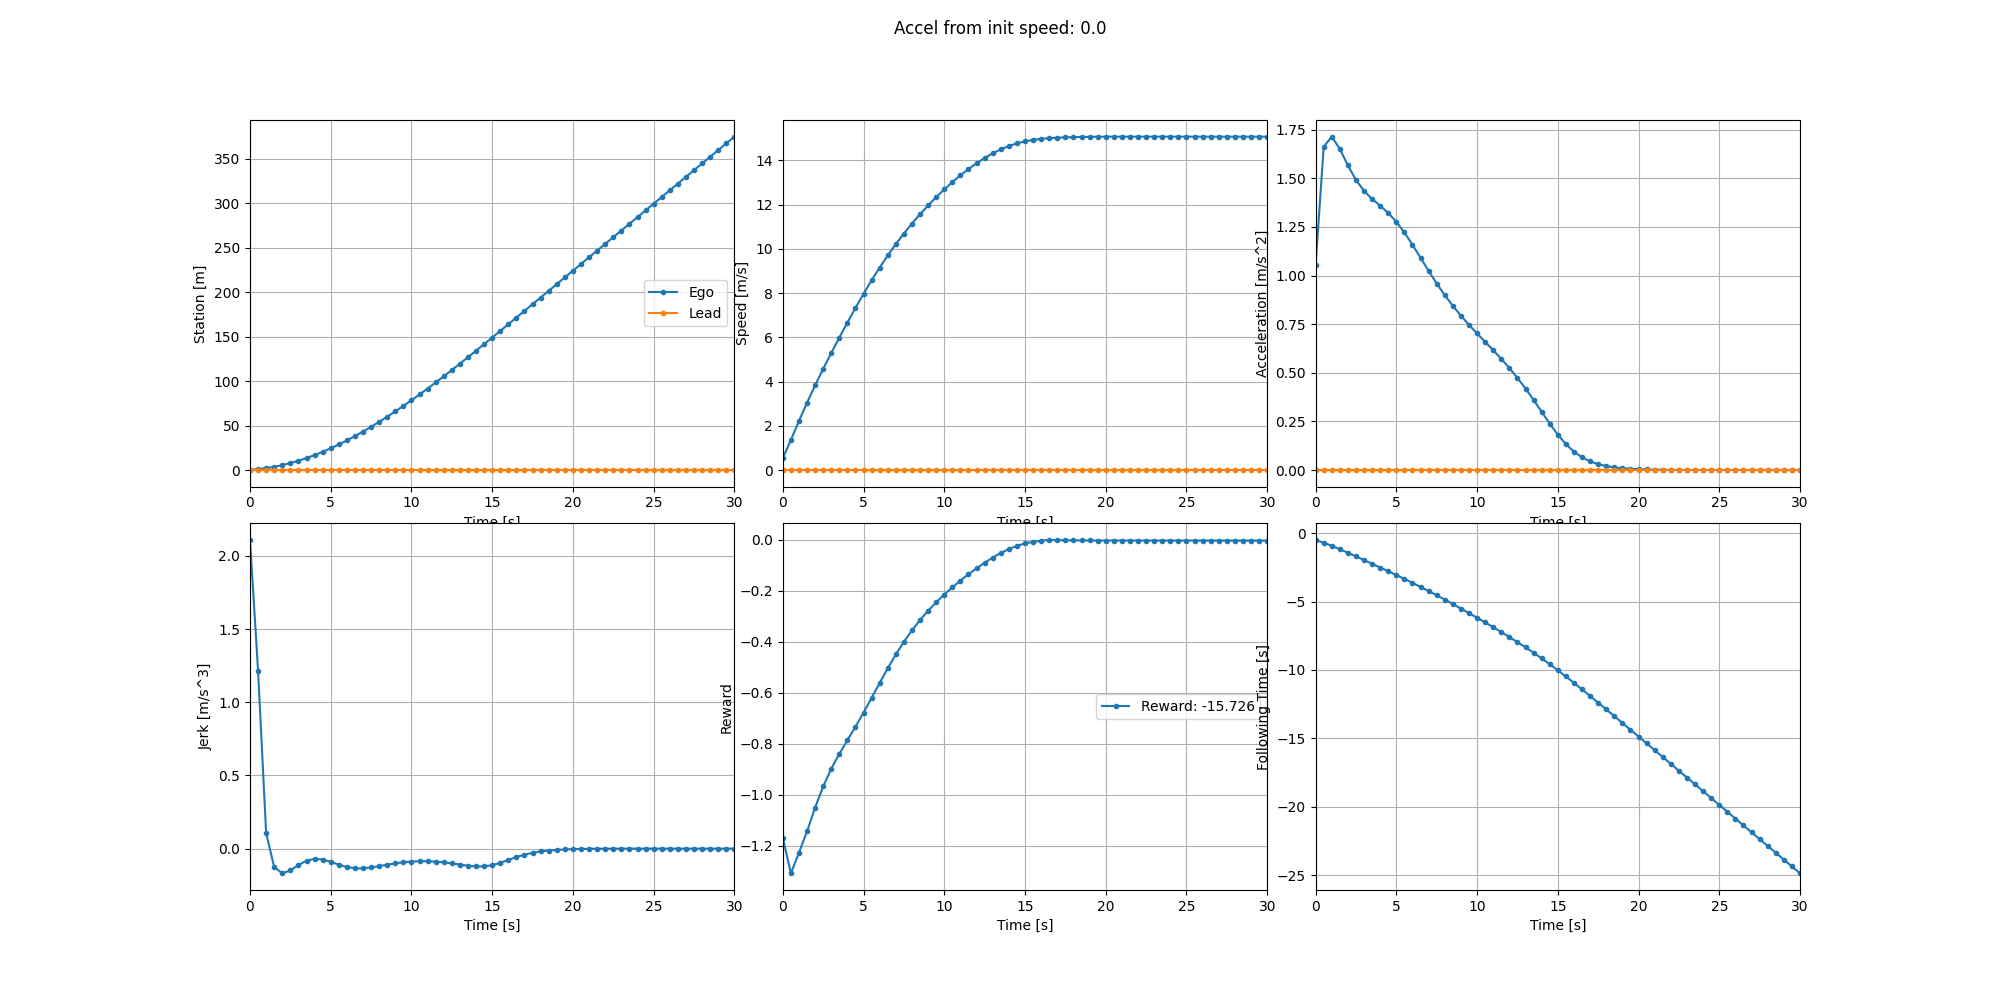 Accel from init speed: 0.0
Station [m]
350
300
250
200
150
100
50
0
0 5 10 15 20 25 30
Time [s]
Ego
Lead
Speed [m/s]
14
12
10
8
6
4
2
0
0 5 10 15 20 25 30
Time [s]
Acceleration [m/s^2]
1.75
1.50
1.25
1.00
0.75
0.50
0.25
0.00
0 5 10 15 20 25 30
Time [s]
Jerk [m/s^3]
2.0
1.5
1.0
0.5
0.0
0 5 10 15 20 25 30
Time [s]
Reward
0.0
−0.2
−0.4
−0.6
−0.8
−1.0
−1.2
0 5 10 15 20 25 30
Time [s]
Reward: -15.726
Following Time [s]
0
−5
−10
−15
−20
−25
0 5 10 15 20 25 30
Time [s]